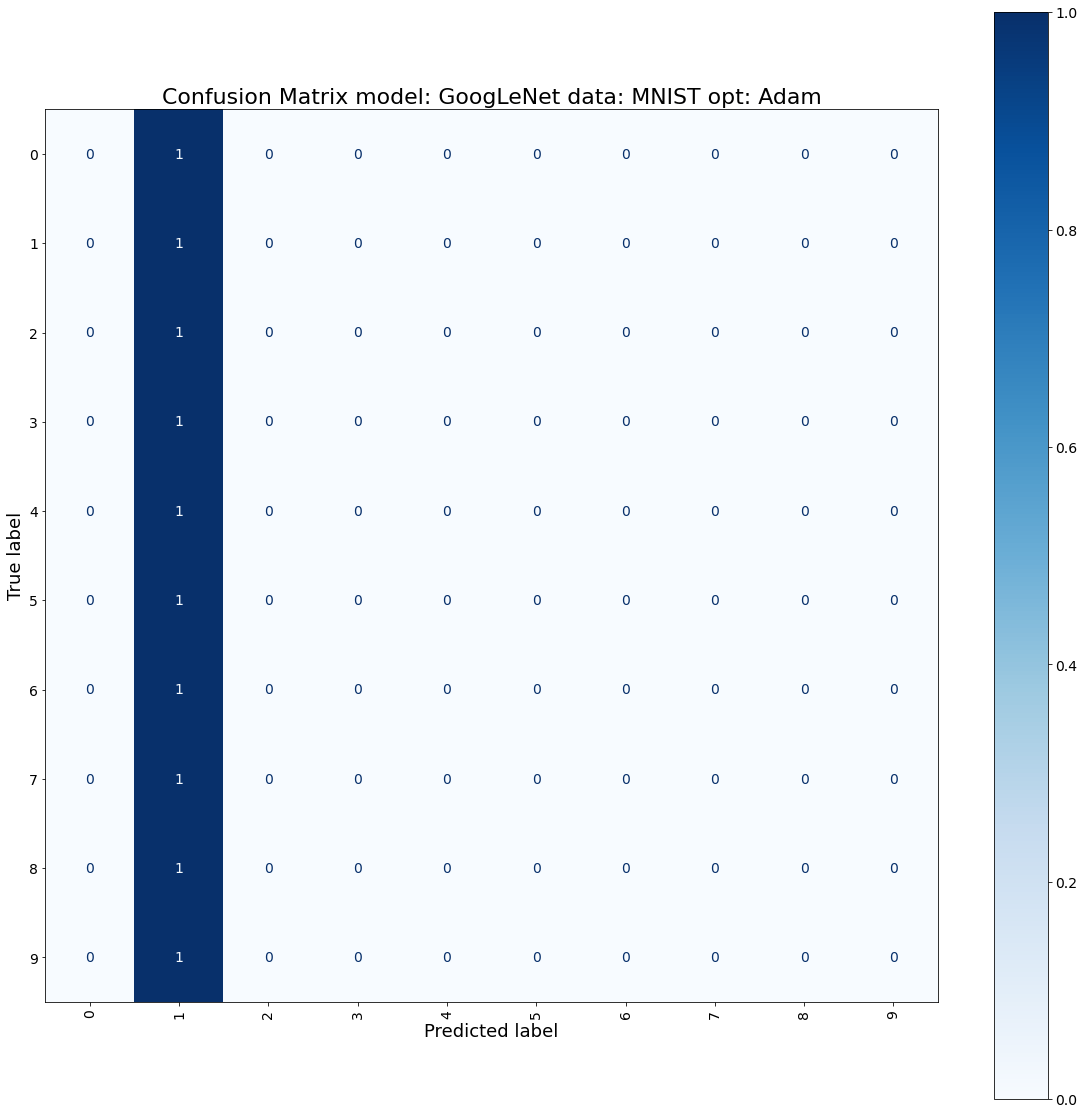 Confusion Matrix model: GoogLeNet data: MNIST opt: Adam
1.0
0 0 1 0 0 0 0 0 0 0 0
1 0 1 0 0 0 0 0 0 0 0
0.8
2 0 1 0 0 0 0 0 0 0 0
3 0 1 0 0 0 0 0 0 0 0
0.6
4 0 1 0 0 0 0 0 0 0 0
True label
5 0 1 0 0 0 0 0 0 0 0
0.4
6 0 1 0 0 0 0 0 0 0 0
7 0 1 0 0 0 0 0 0 0 0
8 0 1 0 0 0 0 0 0 0 0
0.2
9 0 1 0 0 0 0 0 0 0 0
0 1 2 3 4 5 6 7 8 9
Predicted label
0.0